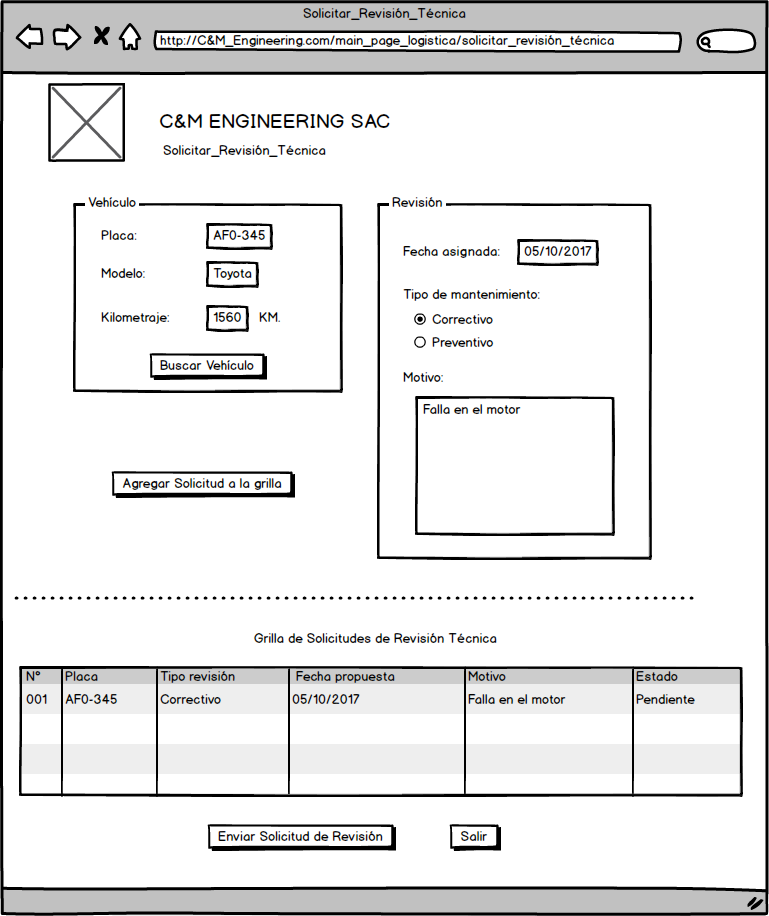 Solicitar_Revisión_Técnica
http://C&M_Engineering.com/main_page_logistica/solicitar_revisión_técnica
C&M ENGINEERING SAC
Solicitar_Revisión_Técnica
Vehículo
Placa: AF0-345
Modelo: Toyota
Kilometraje: 1560 KM.
Buscar Vehículo
Agregar Solicitud a la grilla
Revisión
Fecha asignada: 05/10/2017
Tipo de mantenimiento:
Correctivo
Preventivo
Motivo:
Falla en el motor
Grilla de Solicitudes de Revisión Técnica
N° Placa Tipo revisión Fecha propuesta Motivo Estado
001 AF0-345 Correctivo 05/10/2017 Falla en el motor Pendiente
Enviar Solicitud de Revisión Salir